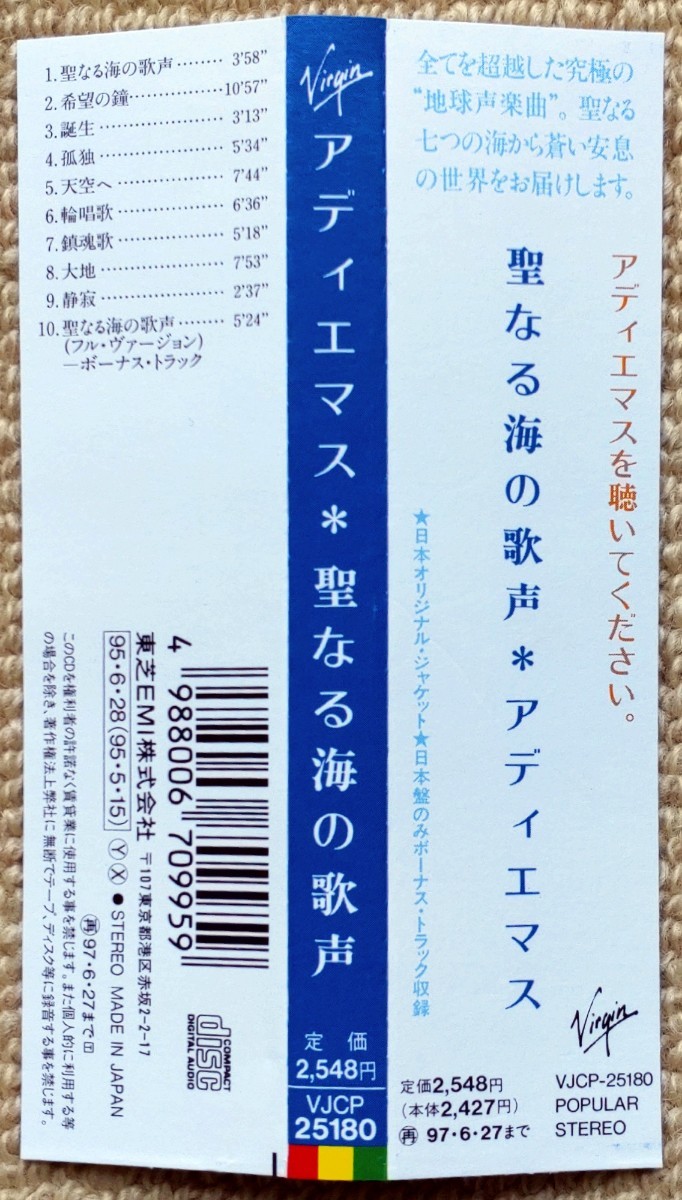 1.聖なる海の歌声………3’58”
2.希望の鐘……………10’57”
3.誕生…………………3’13”
4.孤独…………………5’34”
5.天空へ………………7’44”
6.輪唱歌………………6’36”
7.鎮魂歌………………5’18”
8.大地…………………7’53”
9.静寂…………………2’37”
10.聖なる海の歌声………5’24”
(フル・ヴァージョン)
―ボーナス・トラック
4 988006 709959
東芝EMI株式会社 〒107東京都港区赤坂2-2-17
95・6・28(95・5・15) Ⓨ Ⓧ ●STEREO MADE IN JAPAN
㊢97・6・27まで
このCDを権利者の許諾なく賃貸業に使用する事を禁じます。また個人的に利用する等
の場合を除き、著作権法上弊社に無断でテープ、ディスク等に録音する事を禁じます。
COMPACT
disc
DIGITAL AUDIO
Virgin
アディエマス*聖なる海の歌声
定価
2,548円
VJCP
25180
全てを超越した究極の
“地球声楽曲”。聖なる
七つの海から蒼い安息
の世界をお届けします。
アディエマスを聴いてください。
聖なる海の歌声*アディエマス
★日本オリジナル・ジャケット★日本盤のみボーナス・トラック収録
Virgin
定価2,548円
(本体2,427円)
再 97・6・27まで
VJCP-25180
POPULAR
STEREO